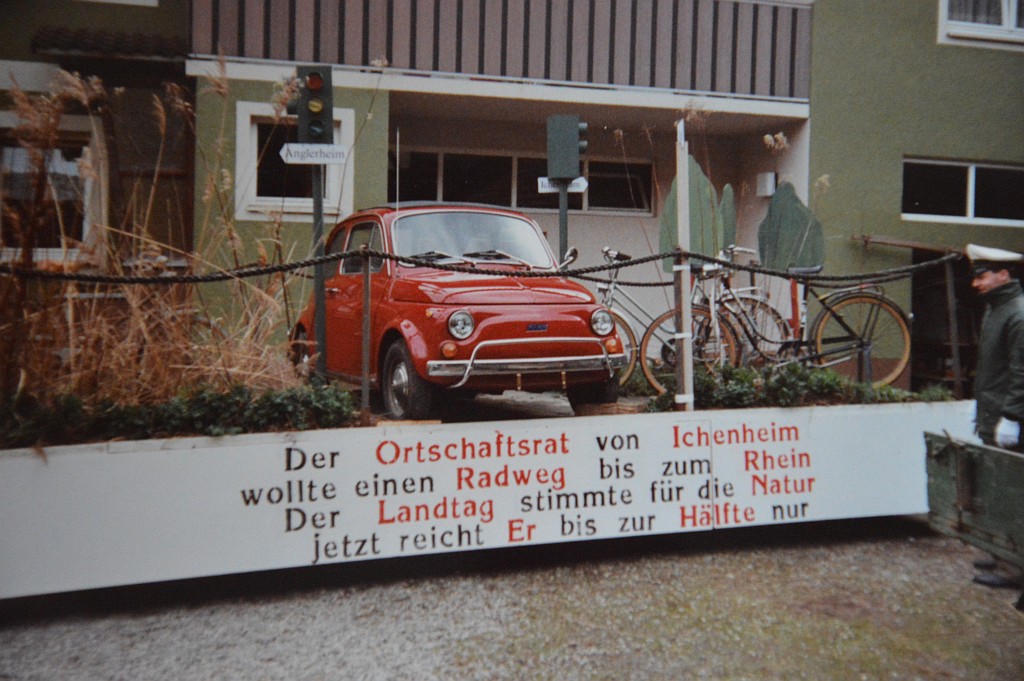 Anglerheim
Der Ortschaftsrat von Ichenheim
wollte einen Radweg bis zum Rhein
Der Landtag stimmte für die Natur
jetzt reicht Er bis zur Hälfte nur